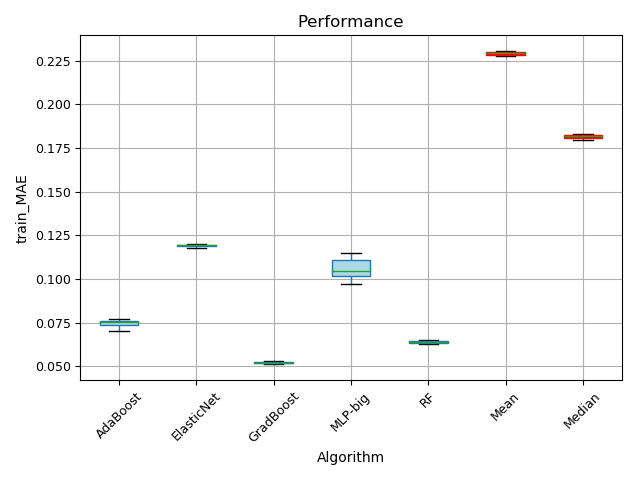 Performance
train_MAE
0.225
0.200
0.175
0.150
0.125
0.100
0.075
0.050
AdaBoost
ElasticNet
GradBoost
MLP-big
RF
Mean
Median
Algorithm